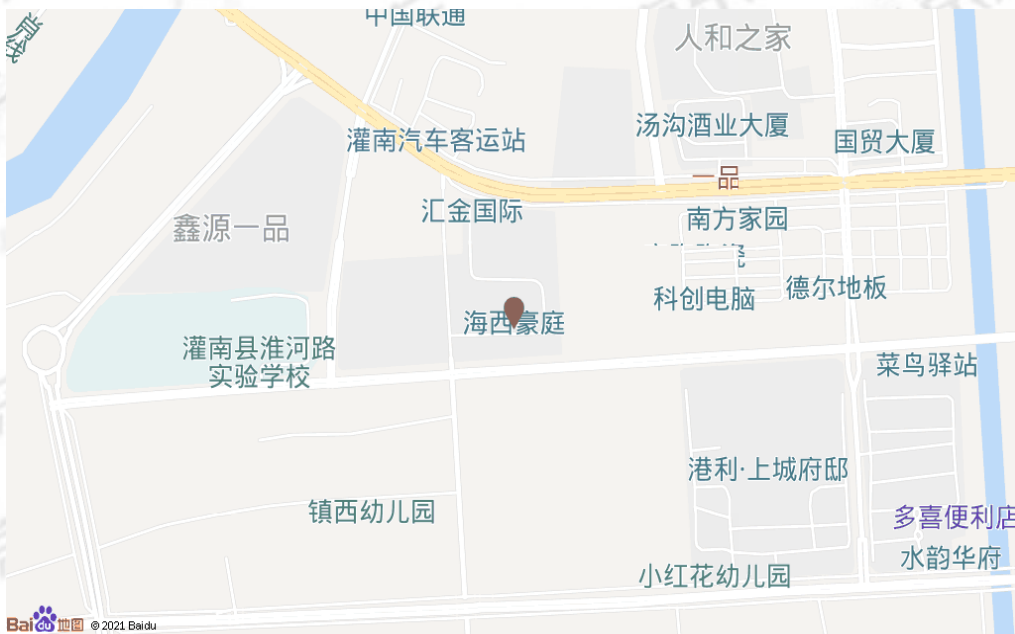 中国联通
人和之家
汤沟酒业大厦
灌南汽车客运站
国贸大厦
一品
汇金国际
南方家园
鑫源一品
德尔地板
科创电脑
海西豪庭
灌南县淮河路
实验学校
菜鸟驿站
港利·上城府邸
镇西幼儿园
多喜便利店
水韵华府
小红花幼儿园
Bai du 地图 © 2021 Baidu